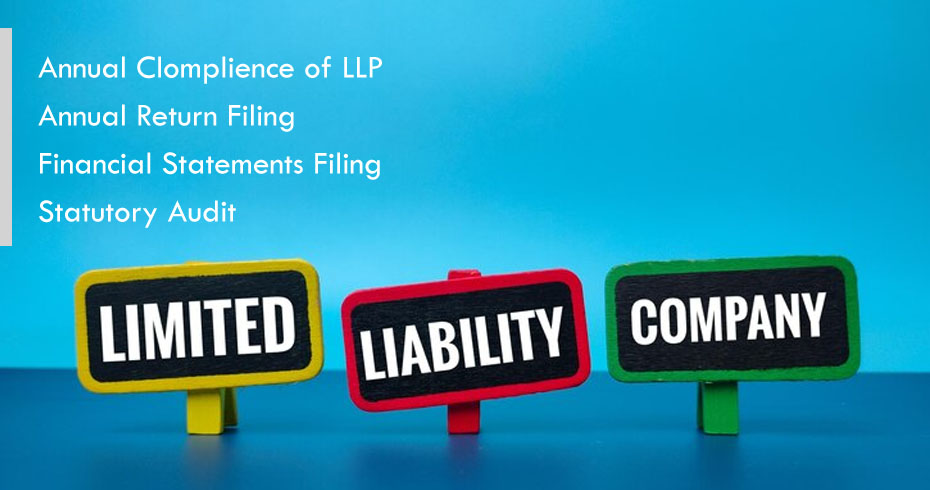 Annual Clomplience of LLP
Annual Return Filing
Financial Statements Filing
Statutory Audit
LIMITED
LIABILITY
COMPANY